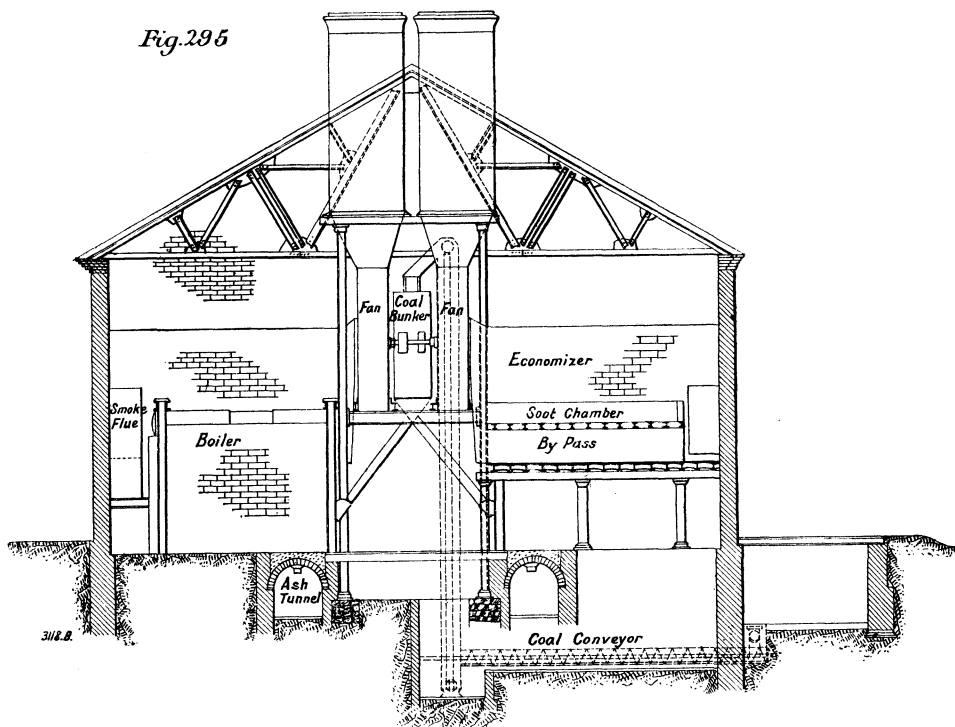 Fig. 295
Fan
Coal
Bunker
Fan
Economizer
Smoke
Flue
Soot Chamber
Boiler
By Pass
Ash
Tunnel
3118.B.
Coal Conveyor